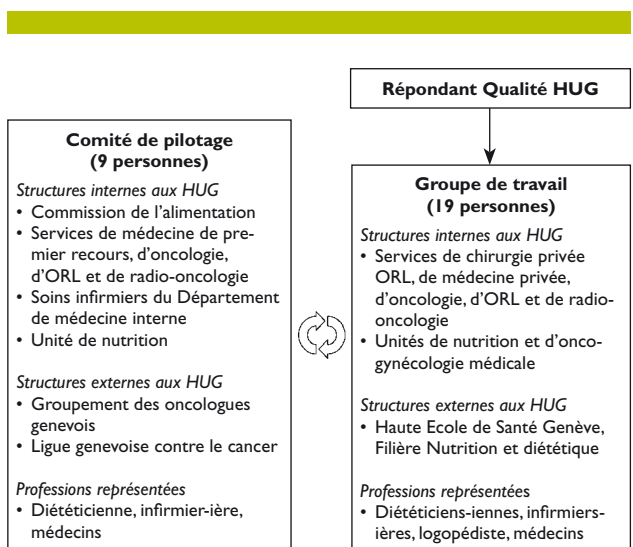 Répondant Qualité HUG
Comité de pilotage
(9 personnes)
Structures internes aux HUG
• Commission de l'alimentation
• Services de médecine de pre-
mier recours, d'oncologie,
d'ORL et de radio-oncologie
• Soins infirmiers du Département
de médecine interne
• Unité de nutrition
Structures externes aux HUG
• Groupement des oncologues
genevois
• Ligue genevoise contre le cancer
Professions représentées
• Diététicienne, infirmier-ière,
médecins
Groupe de travail
(19 personnes)
Structures internes aux HUG
• Services de chirurgie privée
ORL, de médecine privée,
d'oncologie, d'ORL et de radio-
oncologie
• Unités de nutrition et d'onco-
gynécologie médicale
Structures externes aux HUG
• Haute Ecole de Santé Genève,
Filière Nutrition et diététique
Professions représentées
• Diététiciens-iennes, infirmiers-
ières, logopédiste, médecins